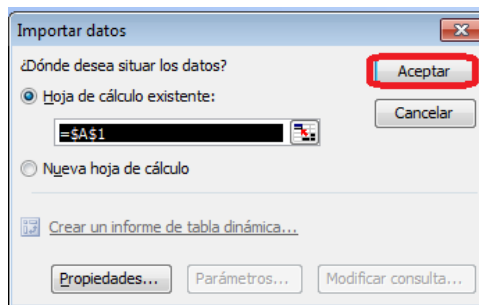 Importar datos
¿Dónde desea situar los datos?
Aceptar
Hoja de cálculo existente:
Cancelar
=$A$1
Nueva hoja de cálculo
Crear un informe de tabla dinámica...
Propiedades... Parámetros... Modificar consulta...